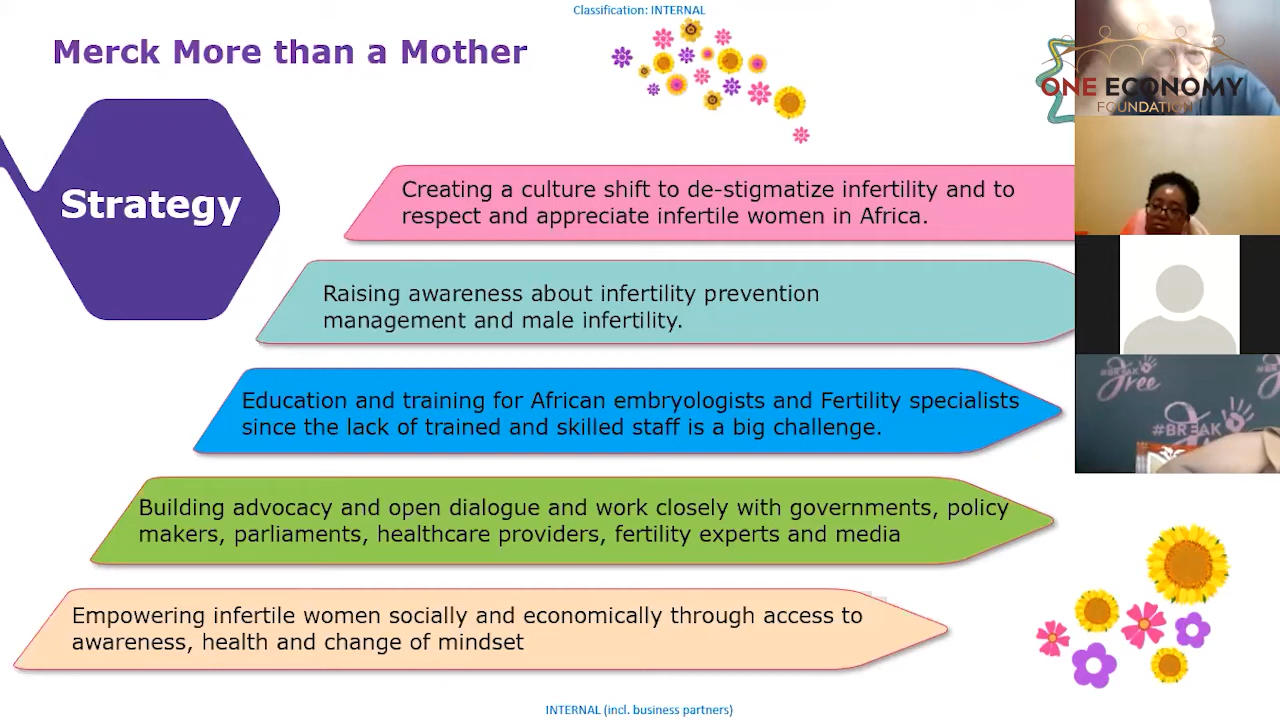 Classification: INTERNAL
Merck More than a Mother
ONE ECONOMY
FOUNDATION
Strategy
Creating a culture shift to de-stigmatize infertility and to
respect and appreciate infertile women in Africa.
Raising awareness about infertility prevention
management and male infertility.
Education and training for African embryologists and Fertility specialists
since the lack of trained and skilled staff is a big challenge.
Building advocacy and open dialogue and work closely with governments, policy
makers, parliaments, healthcare providers, fertility experts and media
Empowering infertile women socially and economically through access to
awareness, health and change of mindset
#BREAK
Free
#BREAK
INTERNAL (incl. business partners)